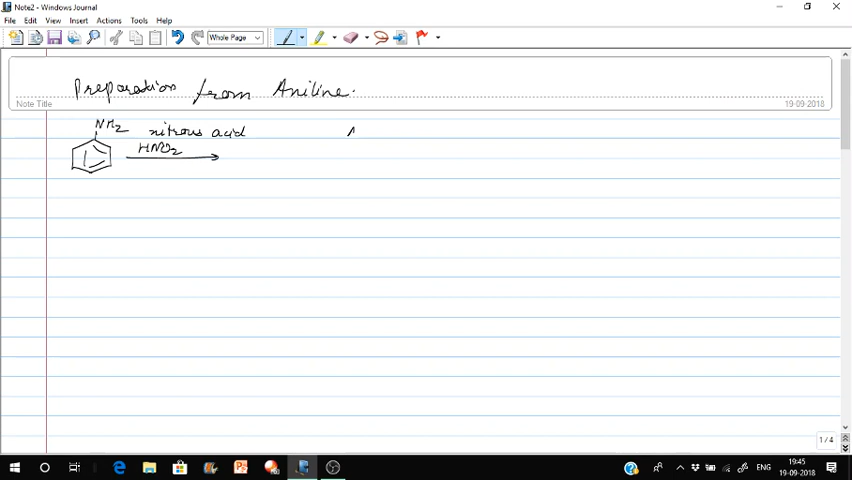 Note2 - Windows Journal
File Edit View Insert Actions Tools Help
Whole Page
Preparation from Aniline.
Note Title
19-09-2018
NH2 nitrous acid
HNO2
1 / 4
19:45
ENG
19-09-2018